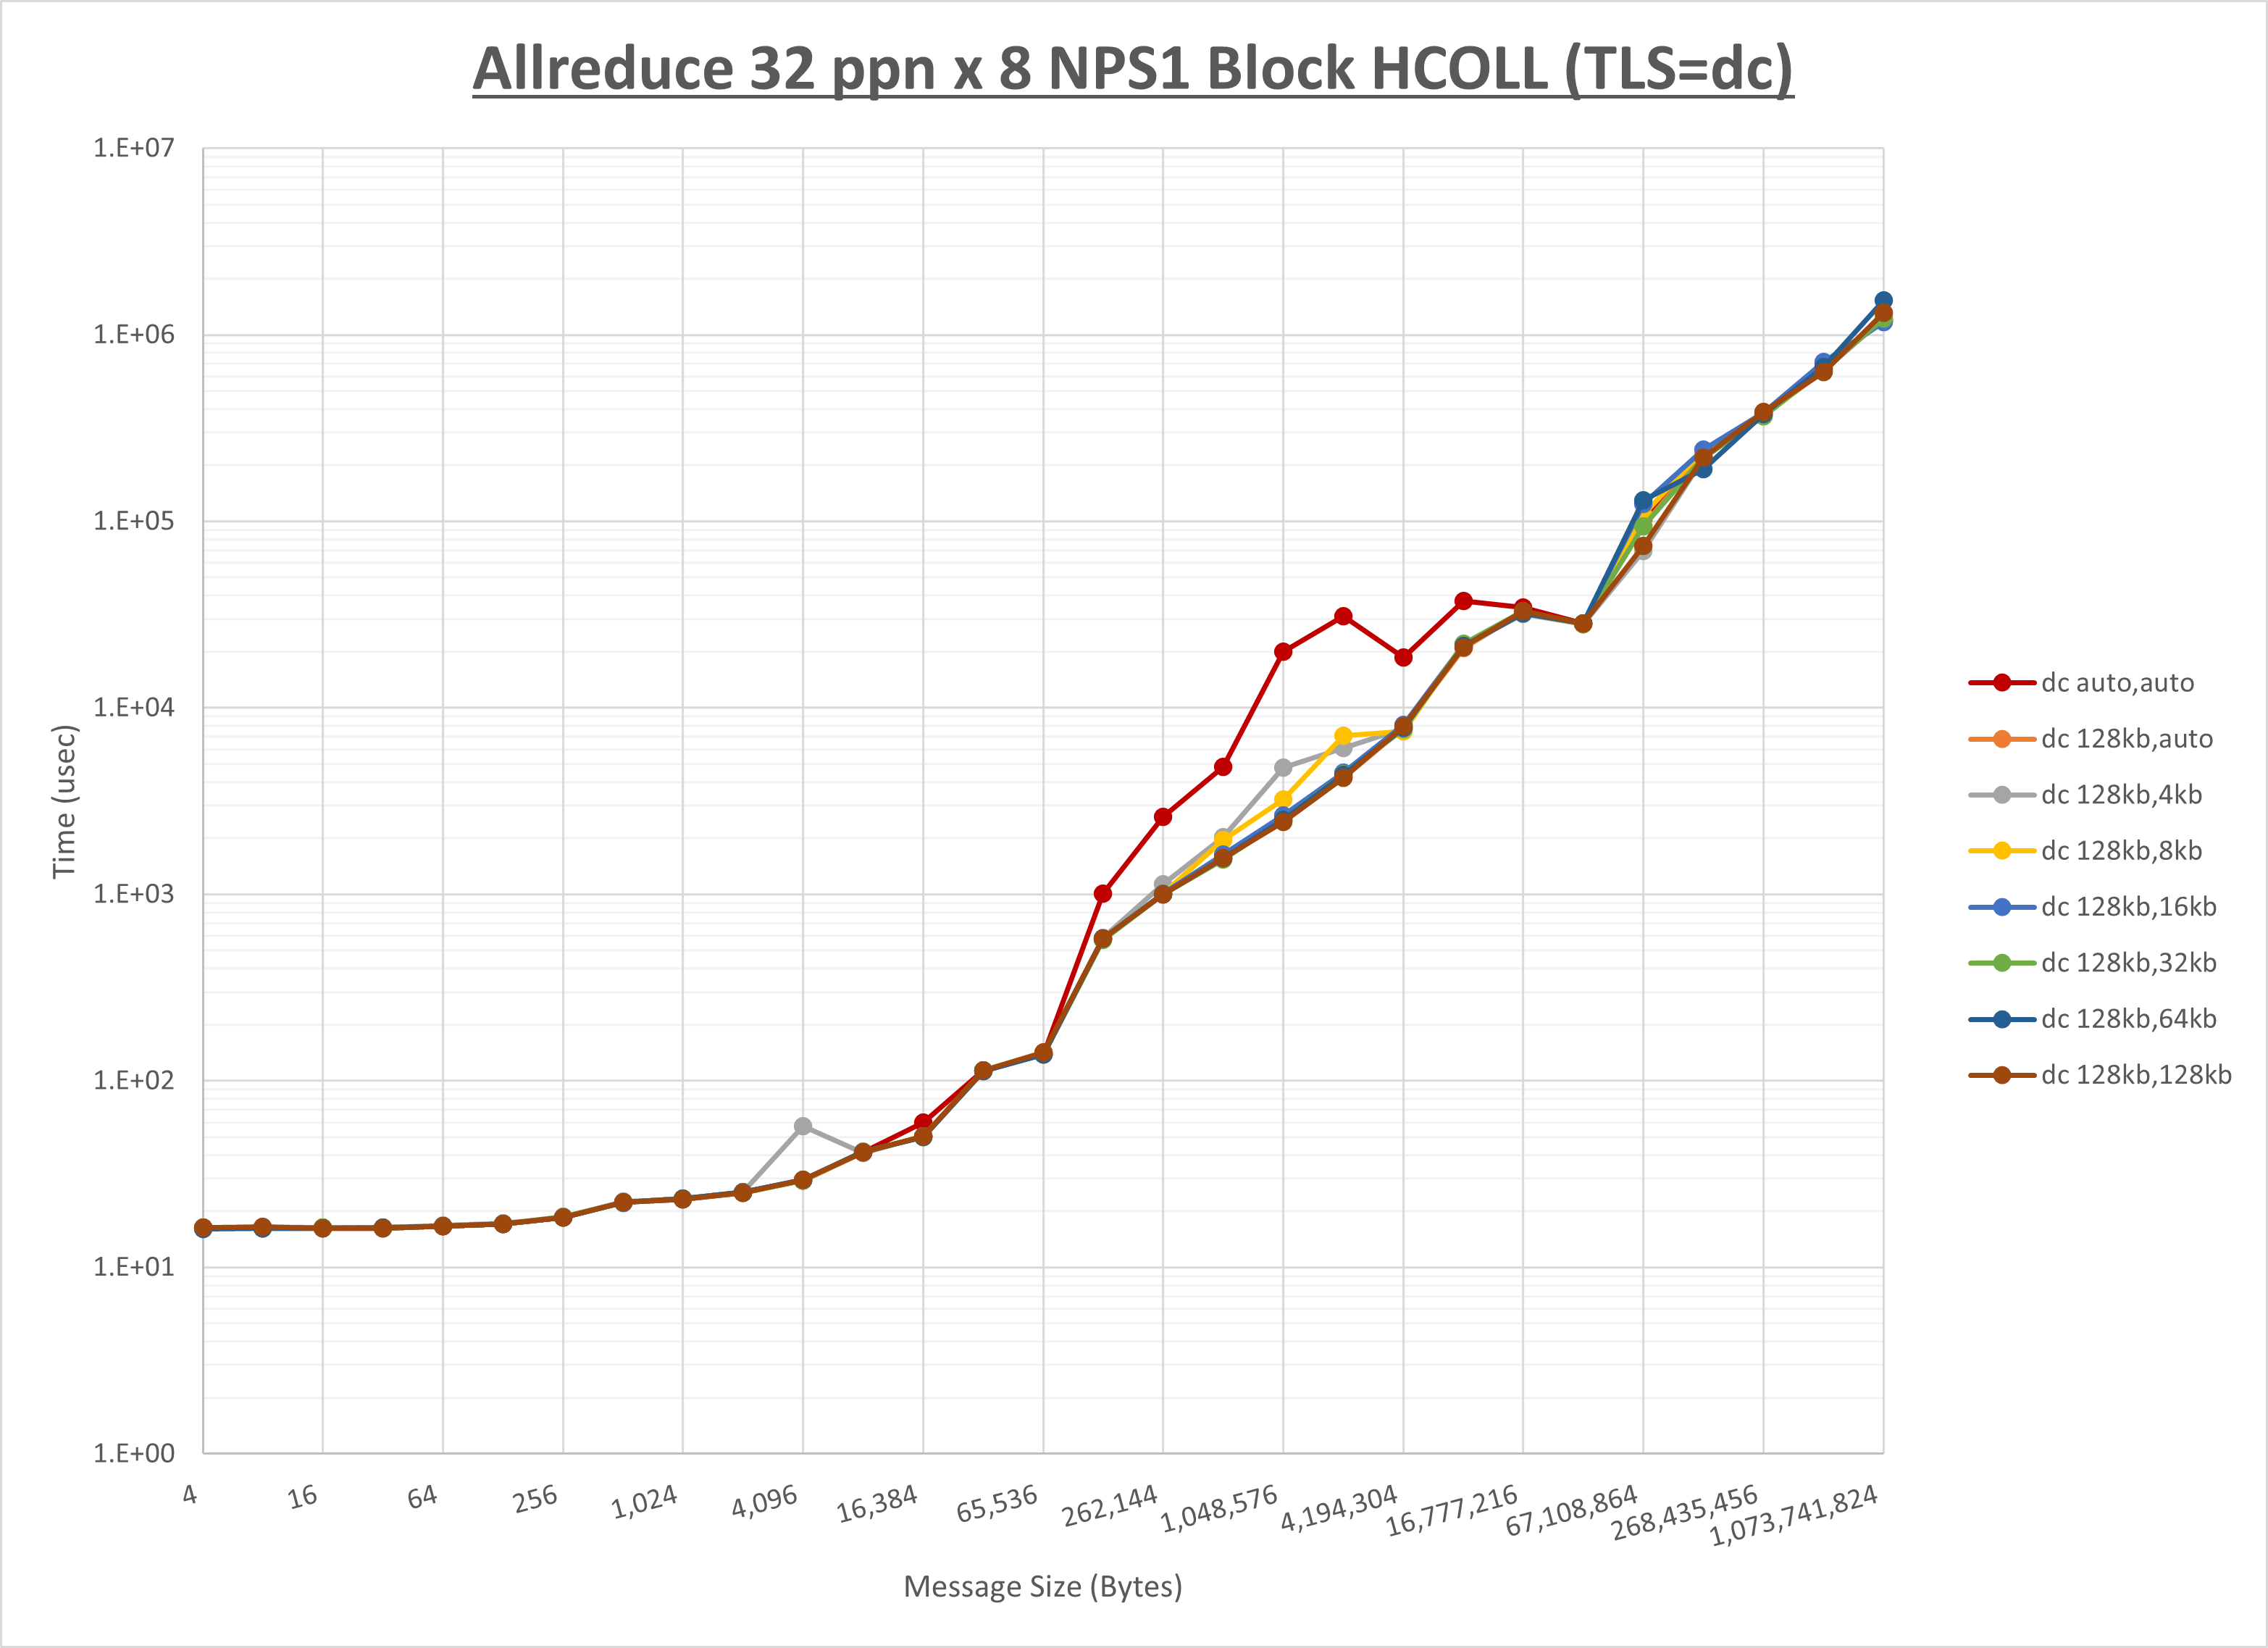 Allreduce 32 ppn x 8 NPS1 Block HCOLL (TLS=dc)
1.E+07
1.E+06
1.E+05
1.E+04
1.E+03
1.E+02
1.E+01
1.E+00
Time (usec)
4
16
64
256
1,024
4,096
16,384
65,536
262,144
1,048,576
4,194,304
16,777,216
67,108,864
268,435,456
1,073,741,824
Message Size (Bytes)
dc auto,auto
dc 128kb,auto
dc 128kb,4kb
dc 128kb,8kb
dc 128kb,16kb
dc 128kb,32kb
dc 128kb,64kb
dc 128kb,128kb